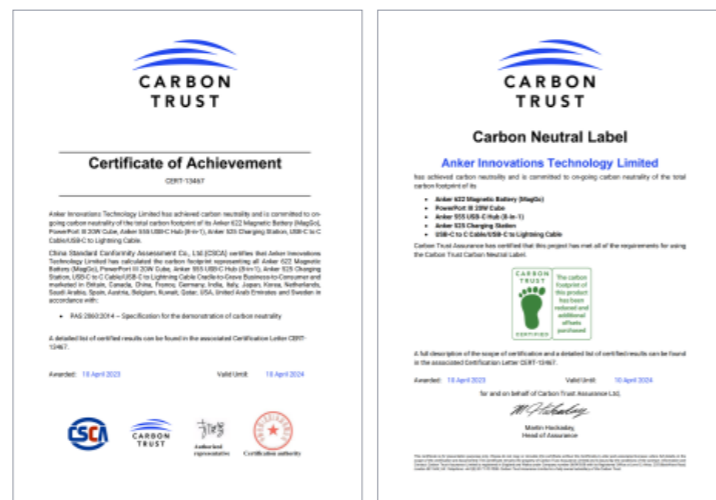 CARBON
TRUST
Certificate of Achievement
CERT-13467
Anker Innovations Technology Limited has achieved carbon neutrality and is committed to on-
going carbon neutrality of the total carbon footprint of its Anker 622 Magnetic Battery (MagGo),
PowerPort III 20W Cube, Anker 555 USB-C Hub (8-in-1), Anker 525 Charging Station, USB-C to C
Cable/USB-C to Lightning Cable.
China Standard Conformity Assessment Co., Ltd.(CSCA) certifies that Anker Innovations
Technology Limited has calculated the carbon footprint representing all Anker 622 Magnetic
Battery (MagGo), PowerPort III 20W Cube, Anker 555 USB-C Hub (8-in-1), Anker 525 Charging
Station, USB-C to C Cable/USB-C to Lightning Cable Cradle-to-Grave Business-to-Consumer and
marketed in Britain, Canada, China, France, Germany, India, Italy, Japan, Korea, Netherlands,
Saudi Arabia, Spain, Austria, Belgium, Kuwait, Qatar, USA, United Arab Emirates and Sweden in
accordance with:
• PAS 2060:2014 – Specification for the demonstration of carbon neutrality
A detailed list of certified results can be found in the associated Certification Letter CERT-
13467.
Awarded: 10 April 2023 Valid Until: 10 April 2024
CSCA
CARBON
TRUST
Authorized
representative
Certification authority
CARBON
TRUST
Carbon Neutral Label
Anker Innovations Technology Limited
has achieved carbon neutrality and is committed to on-going carbon neutrality of the total
carbon footprint of its
• Anker 622 Magnetic Battery (MagGo)
• PowerPort III 20W Cube
• Anker 555 USB-C Hub (8-in-1)
• Anker 525 Charging Station
• USB-C to C Cable/USB-C to Lightning Cable
Carbon Trust Assurance has certified that this project has met all of the requirements for using
the Carbon Trust Carbon Neutral Label.
CARBON
TRUST
CERTIFIED
The carbon
footprint of
this product
has been
reduced and
additional
offsets
purchased
A full description of the scope of certification and a detailed list of certified results can be found
in the associated Certification Letter CERT-13467.
Awarded: 10 April 2023 Valid Until: 10 April 2024
for and on behalf of Carbon Trust Assurance Ltd,
Martin Hockaday,
Head of Assurance